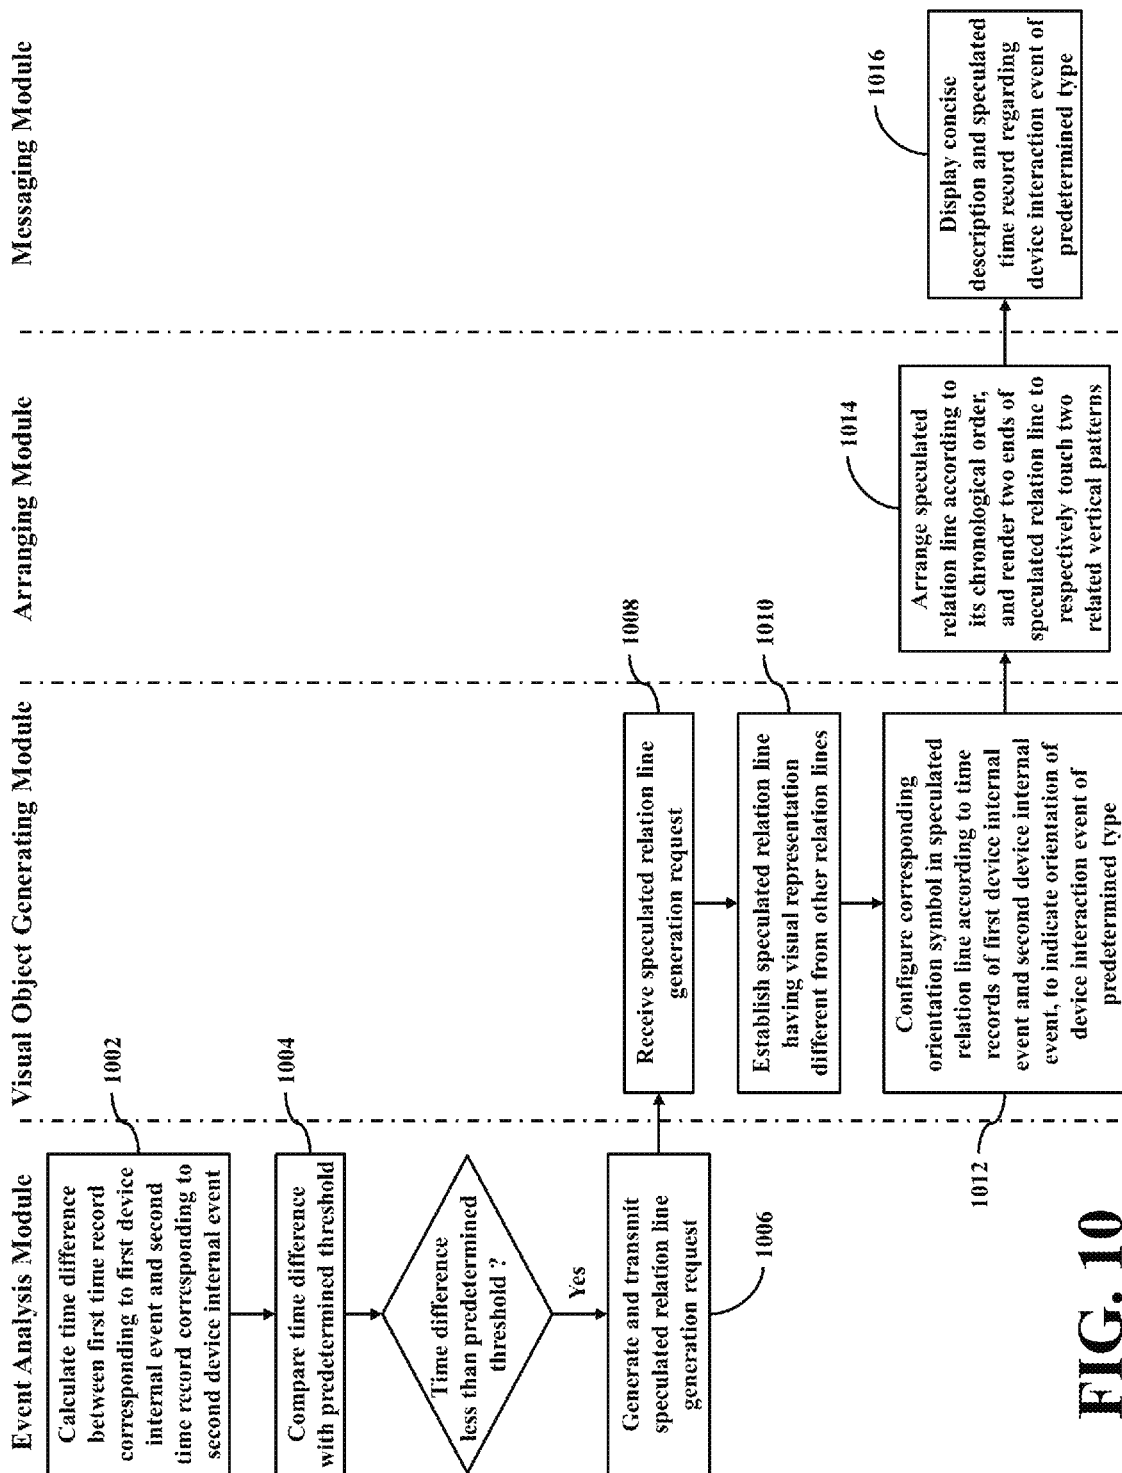 Event Analysis Module
Visual Object Generating Module
Arranging Module
Messaging Module
Calculate time difference
between first time record
corresponding to first device
internal event and second
time record corresponding to
second device internal event
1002
Compare time difference
with predetermined threshold
1004
Time difference
less than predetermined
threshold ?
Yes
Generate and transmit
speculated relation line
generation request
1006
Receive speculated relation line
generation request
1008
Establish speculated relation line
having visual representation
different from other relation lines
1010
Configure corresponding
orientation symbol in speculated
relation line according to time
records of first device internal
event and second device internal
event, to indicate orientation of
device interaction event of
predetermined type
1012
Arrange speculated
relation line according to
its chronological order,
and render two ends of
speculated relation line to
respectively touch two
related vertical patterns
1014
Display concise
description and speculated
time record regarding
device interaction event of
predetermined type
1016
FIG. 10